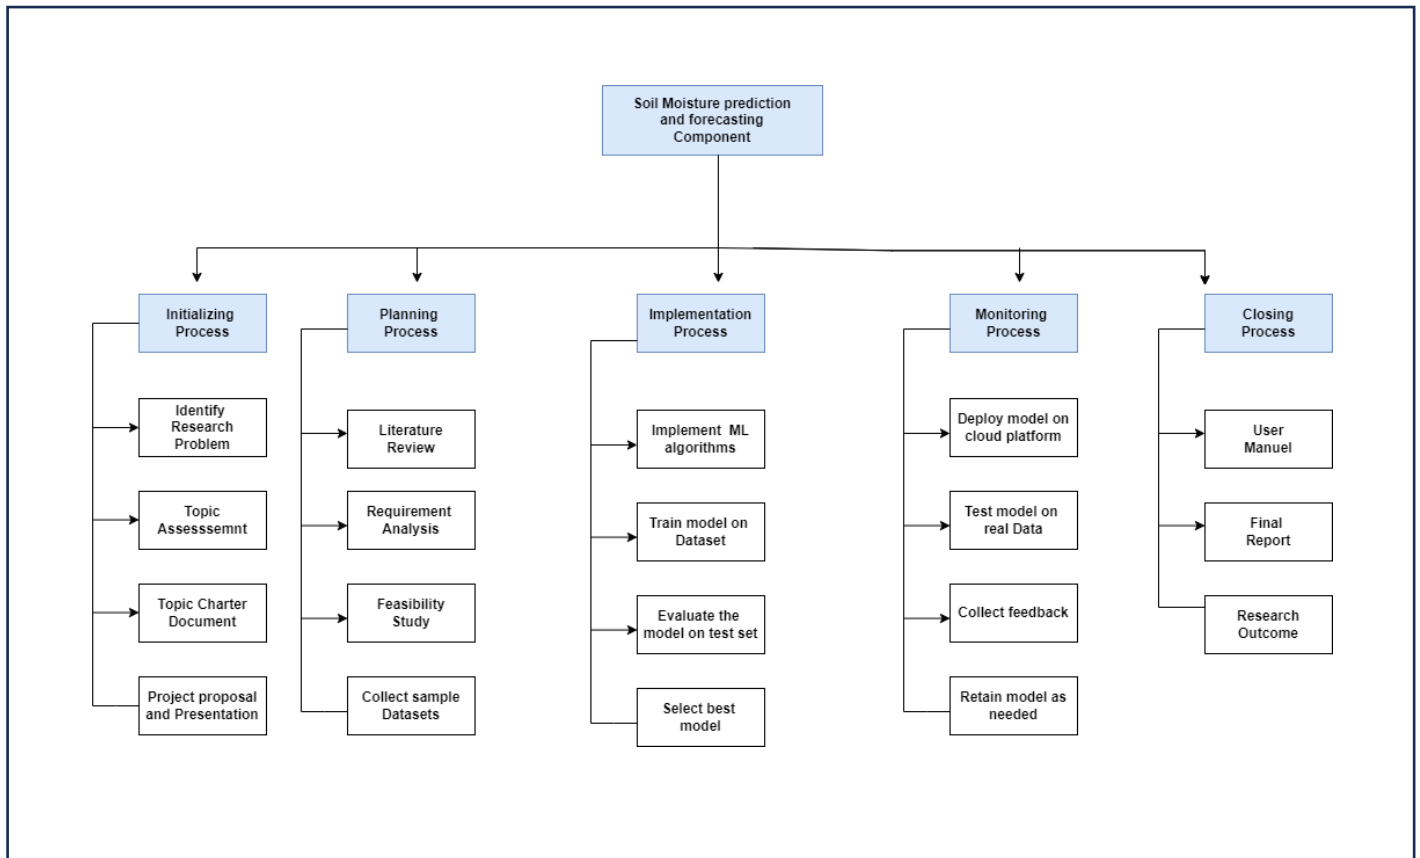 Soil Moisture prediction
and forecasting
Component
Initializing
Process
Identify
Research
Problem
Topic
Assesssemnt
Topic Charter
Document
Project proposal
and Presentation
Planning
Process
Literature
Review
Requirement
Analysis
Feasibility
Study
Collect sample
Datasets
Implementation
Process
Implement ML
algorithms
Train model on
Dataset
Evaluate the
model on test set
Select best
model
Monitoring
Process
Deploy model on
cloud platform
Test model on
real Data
Collect feedback
Retain model as
needed
Closing
Process
User
Manuel
Final
Report
Research
Outcome